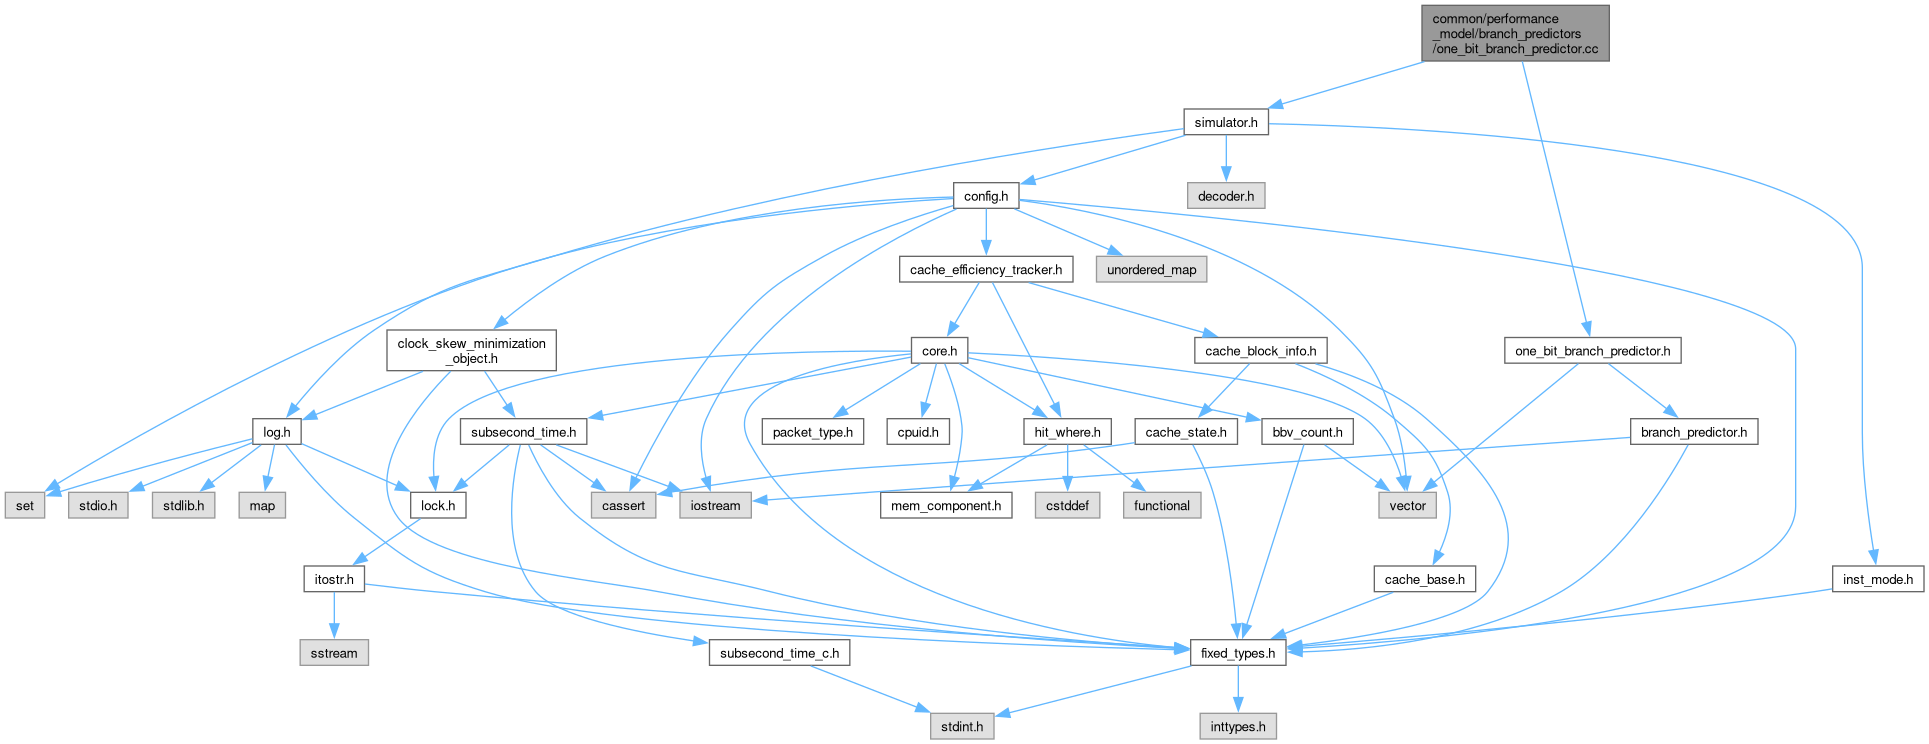 common/performance
_model/branch_predictors
/one_bit_branch_predictor.cc
simulator.h
config.h
decoder.h
cache_efficiency_tracker.h
unordered_map
clock_skew_minimization
_object.h
core.h
cache_block_info.h
one_bit_branch_predictor.h
log.h
subsecond_time.h
packet_type.h
cpuid.h
hit_where.h
cache_state.h
bbv_count.h
branch_predictor.h
set
stdio.h
stdlib.h
map
lock.h
cassert
iostream
mem_component.h
cstddef
functional
vector
itostr.h
cache_base.h
inst_mode.h
sstream
subsecond_time_c.h
fixed_types.h
stdint.h
inttypes.h